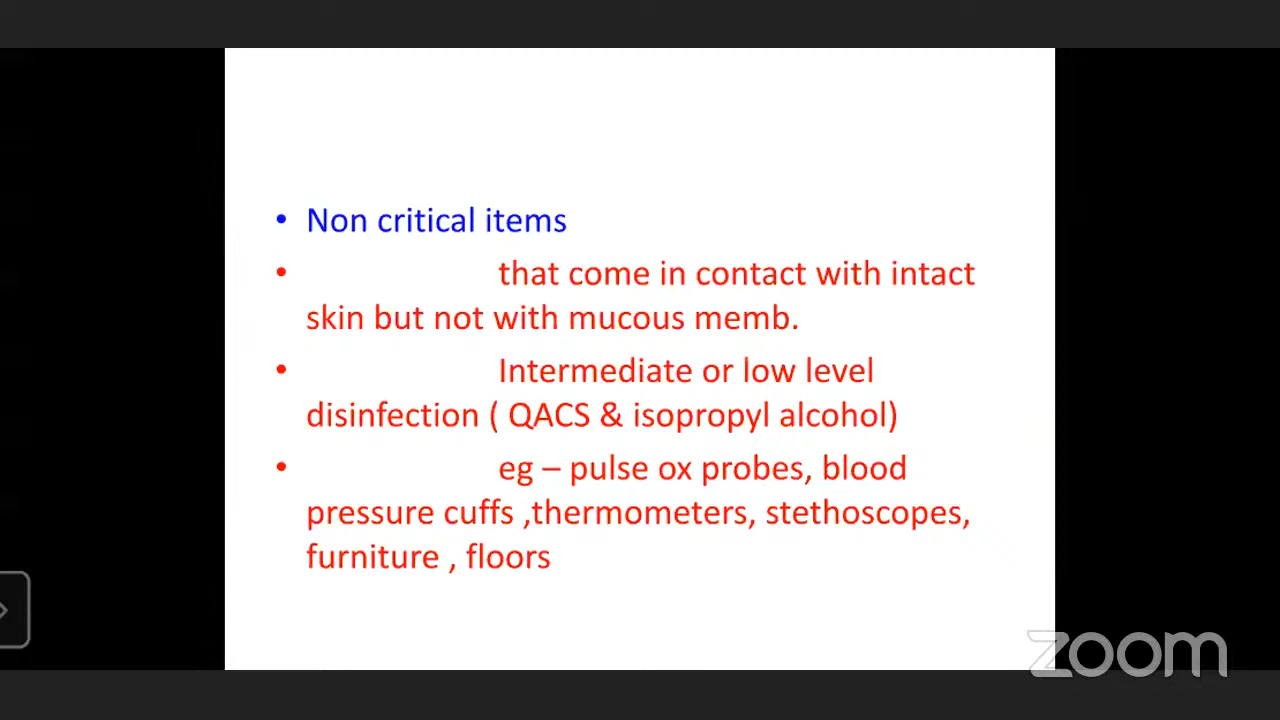 • Non critical items
• that come in contact with intact
skin but not with mucous memb.
• Intermediate or low level
disinfection ( QACS & isopropyl alcohol)
• eg – pulse ox probes, blood
pressure cuffs ,thermometers, stethoscopes,
furniture , floors
zoom